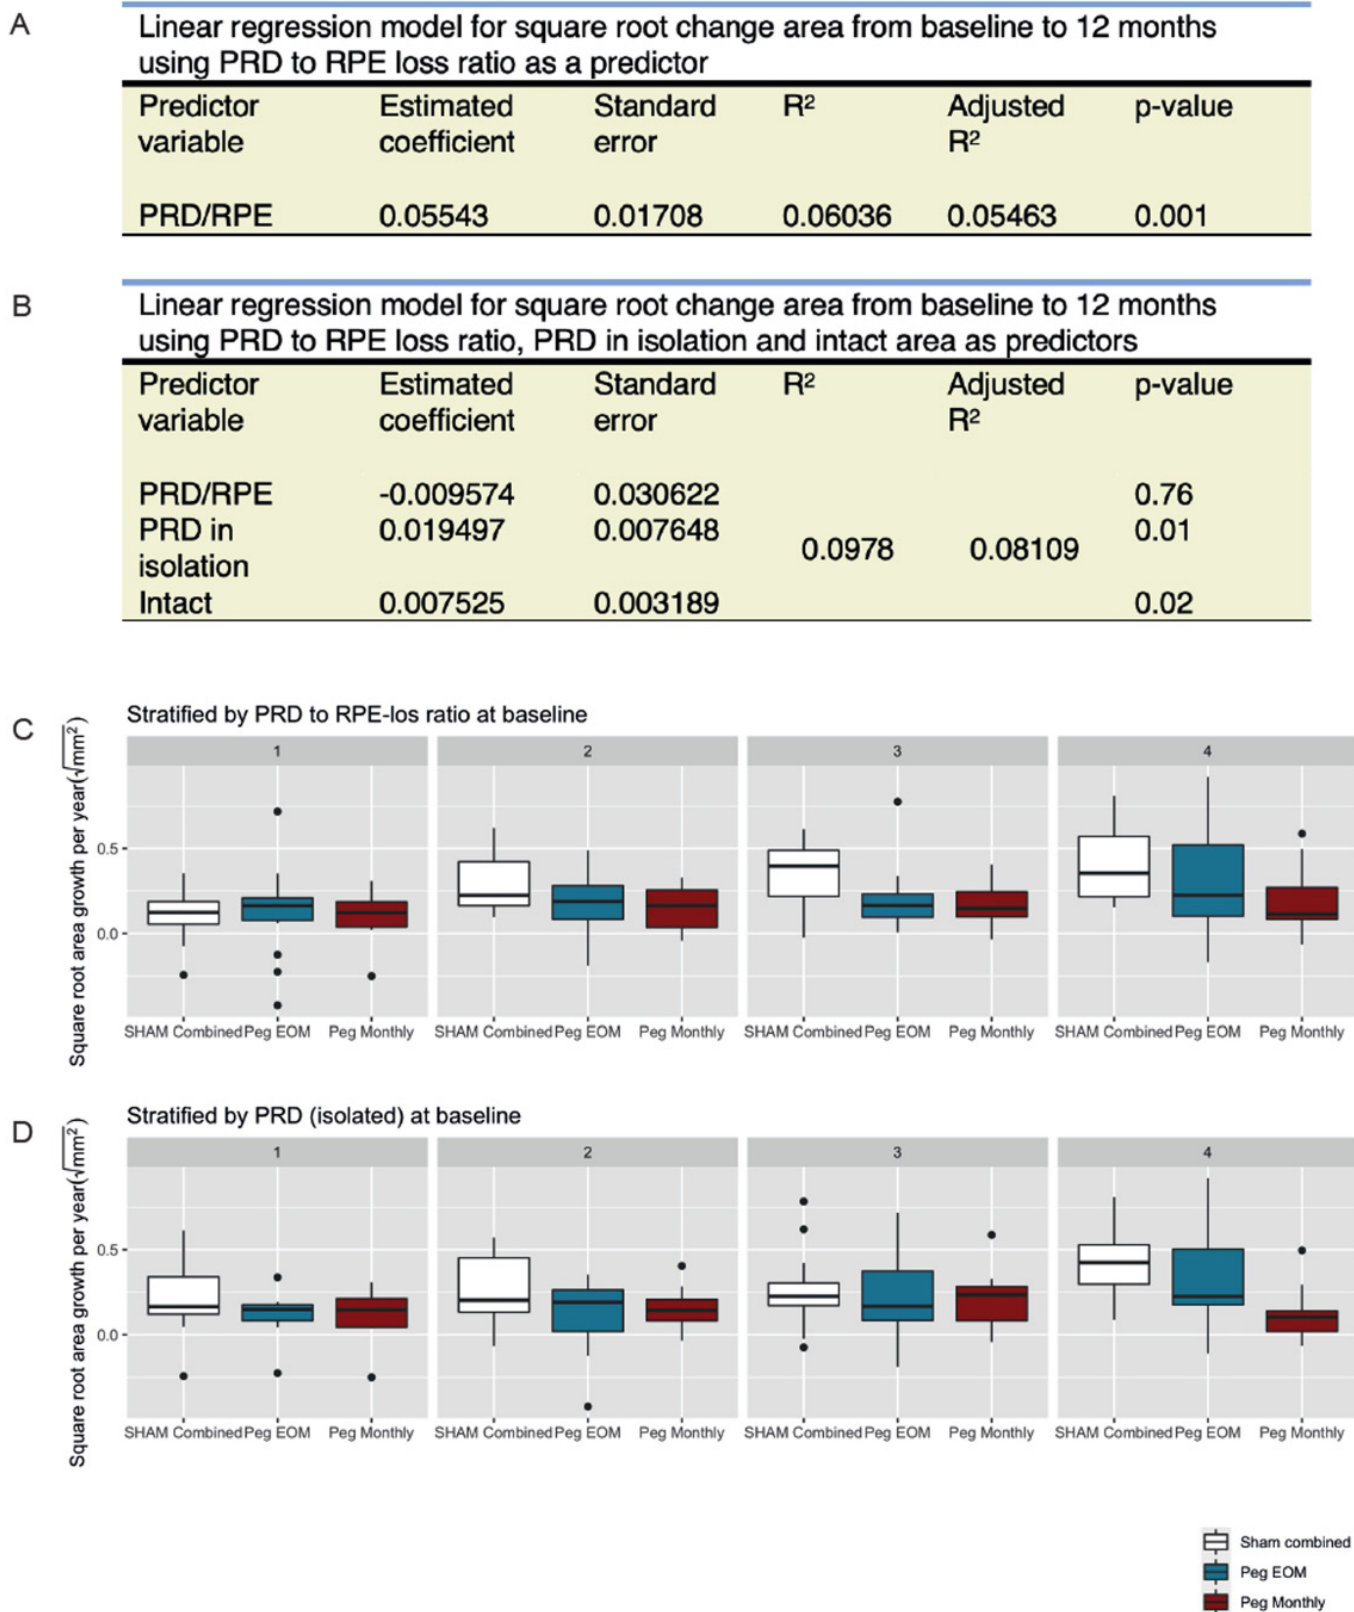 A
Linear regression model for square root change area from baseline to 12 months
using PRD to RPE loss ratio as a predictor
Predictor variable Estimated coefficient Standard error R² Adjusted R² p-value
PRD/RPE 0.05543 0.01708 0.06036 0.05463 0.001
B
Linear regression model for square root change area from baseline to 12 months
using PRD to RPE loss ratio, PRD in isolation and intact area as predictors
Predictor variable Estimated coefficient Standard error R² Adjusted R² p-value
PRD/RPE -0.009574 0.030622 0.76
PRD in isolation 0.019497 0.007648 0.01
0.0978 0.08109
Intact 0.007525 0.003189 0.02
C
Stratified by PRD to RPE-los ratio at baseline
Square root area growth per year(√mm²)
1 2 3 4
0.5
0.0
SHAM Combined Peg EOM Peg Monthly SHAM Combined Peg EOM Peg Monthly SHAM Combined Peg EOM Peg Monthly SHAM Combined Peg EOM Peg Monthly
D
Stratified by PRD (isolated) at baseline
Square root area growth per year(√mm²)
1 2 3 4
0.5
0.0
SHAM Combined Peg EOM Peg Monthly SHAM Combined Peg EOM Peg Monthly SHAM Combined Peg EOM Peg Monthly SHAM Combined Peg EOM Peg Monthly
Sham combined
Peg EOM
Peg Monthly